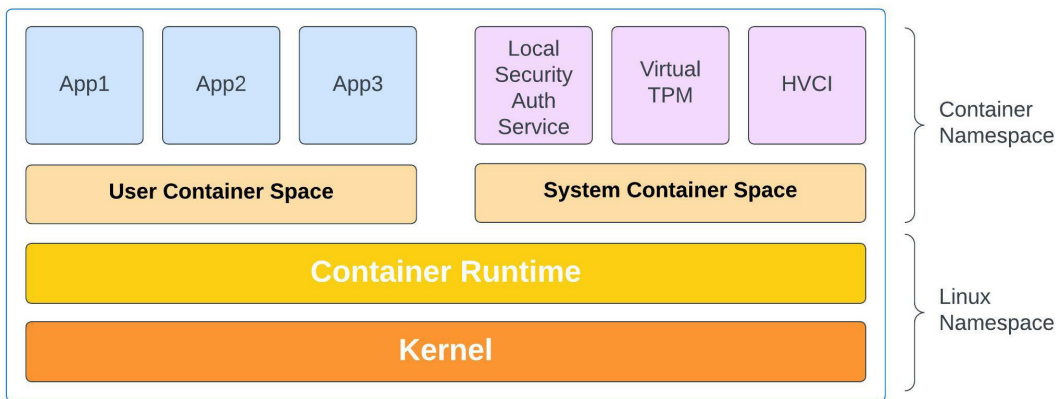 App1
App2
App3
Local
Security
Auth
Service
Virtual
TPM
HVCI
Container
Namespace
User Container Space
System Container Space
Container Runtime
Linux
Namespace
Kernel